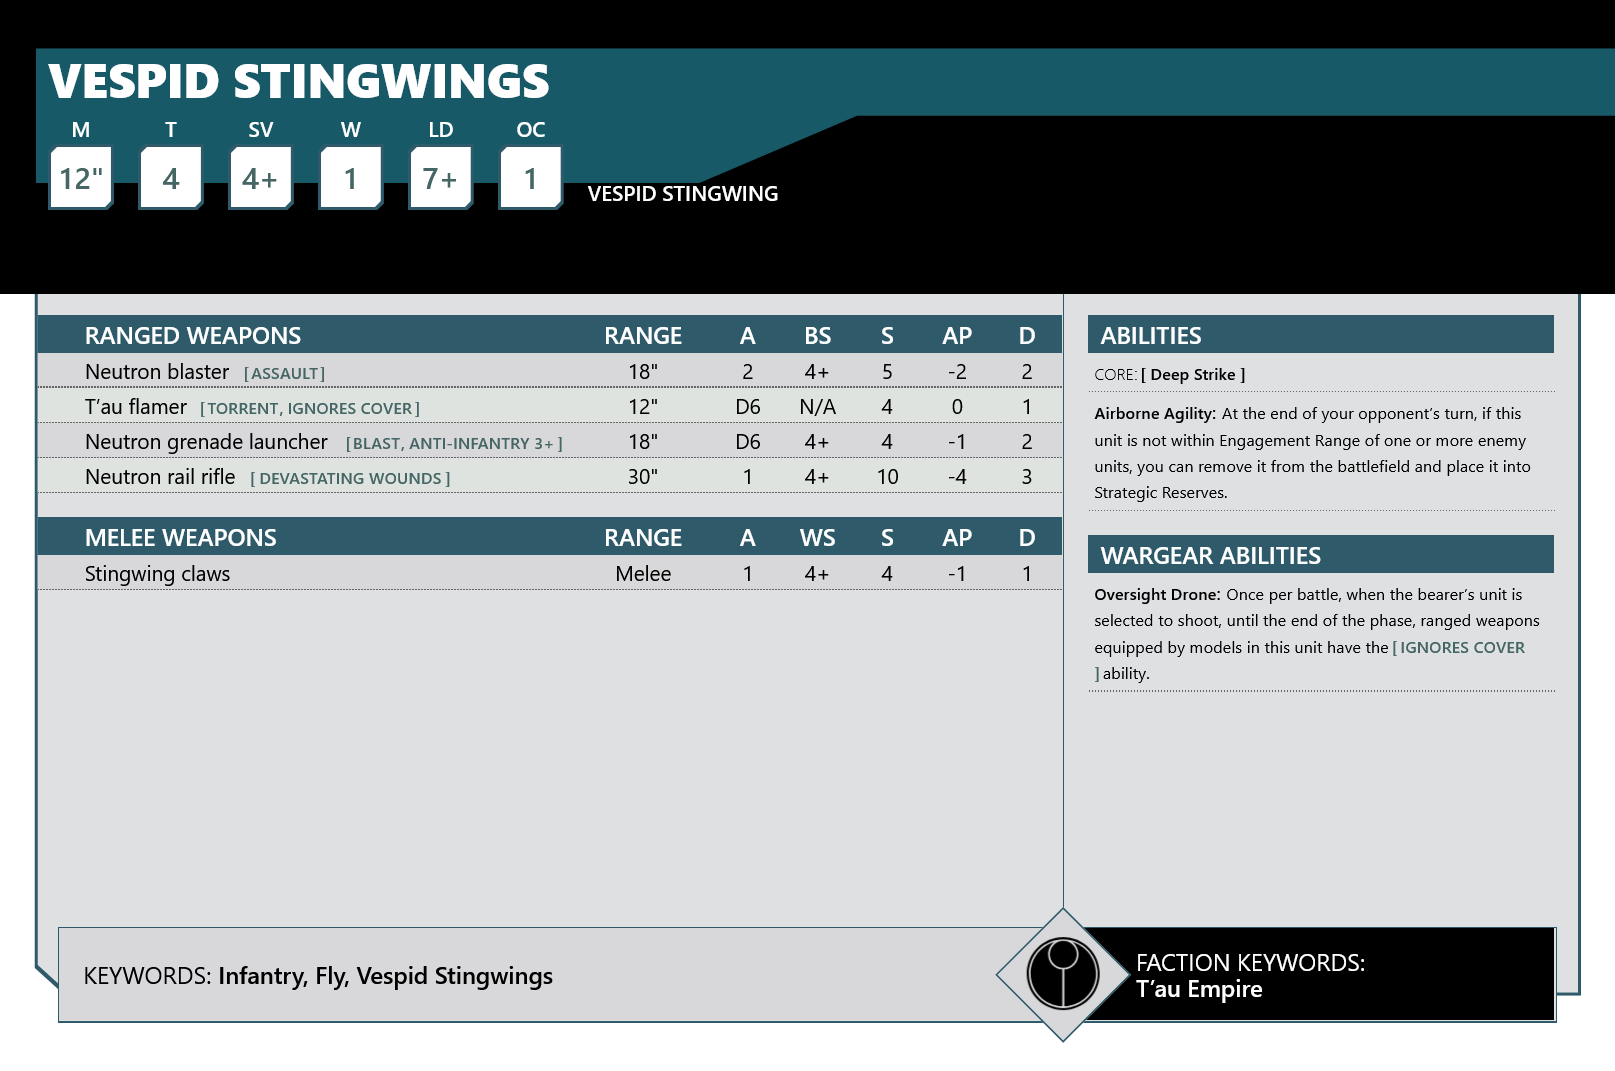 VESPID STINGWINGS
M T SV W LD OC
12" 4 4+ 1 7+ 1 VESPID STINGWING
RANGED WEAPONS RANGE A BS S AP D
Neutron blaster [ASSAULT] 18" 2 4+ 5 -2 2
T’au flamer [TORRENT, IGNORES COVER] 12" D6 N/A 4 0 1
Neutron grenade launcher [BLAST, ANTI-INFANTRY 3+] 18" D6 4+ 4 -1 2
Neutron rail rifle [DEVASTATING WOUNDS] 30" 1 4+ 10 -4 3
MELEE WEAPONS RANGE A WS S AP D
Stingwing claws Melee 1 4+ 4 -1 1
ABILITIES
CORE: [ Deep Strike ]
Airborne Agility: At the end of your opponent’s turn, if this
unit is not within Engagement Range of one or more enemy
units, you can remove it from the battlefield and place it into
Strategic Reserves.
WARGEAR ABILITIES
Oversight Drone: Once per battle, when the bearer’s unit is
selected to shoot, until the end of the phase, ranged weapons
equipped by models in this unit have the [ IGNORES COVER
] ability.
KEYWORDS: Infantry, Fly, Vespid Stingwings
FACTION KEYWORDS:
T’au Empire